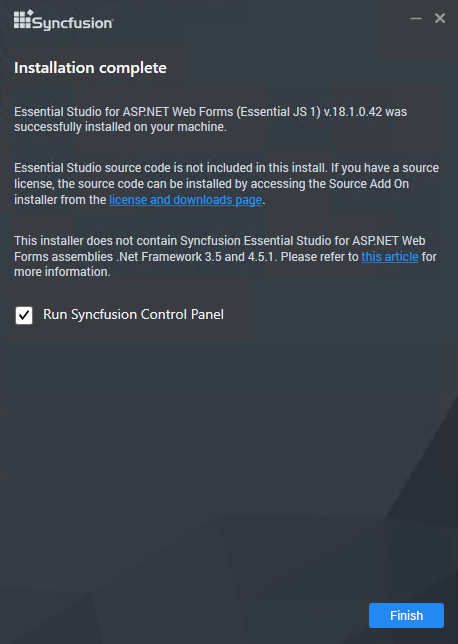 Syncfusion
Installation complete
Essential Studio for ASP.NET Web Forms (Essential JS 1) v.18.1.0.42 was
successfully installed on your machine.
Essential Studio source code is not included in this install. If you have a source
license, the source code can be installed by accessing the Source Add On
installer from the license and downloads page.
This installer does not contain Syncfusion Essential Studio for ASP.NET Web
Forms assemblies .Net Framework 3.5 and 4.5.1. Please refer to this article for
more information.
Run Syncfusion Control Panel
Finish